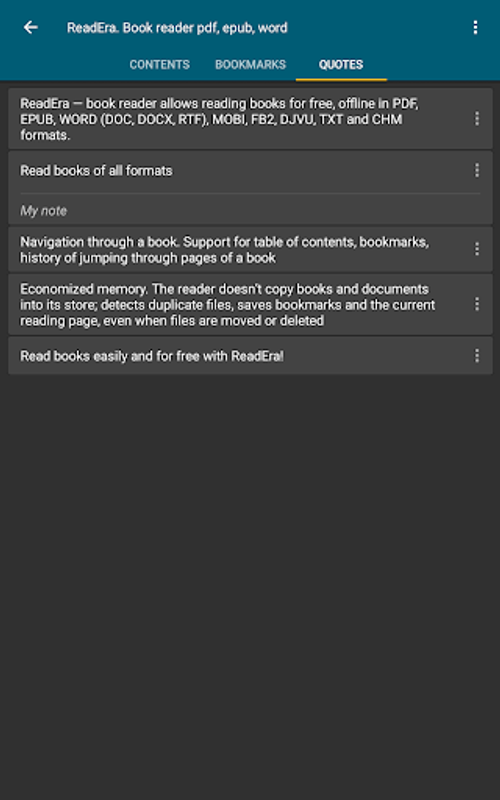 ReadEra. Book reader pdf, epub, word
CONTENTS BOOKMARKS QUOTES
ReadEra — book reader allows reading books for free, offline in PDF,
EPUB, WORD (DOC, DOCX, RTF), MOBI, FB2, DJVU, TXT and CHM
formats.
Read books of all formats
My note
Navigation through a book. Support for table of contents, bookmarks,
history of jumping through pages of a book
Economized memory. The reader doesn't copy books and documents
into its store; detects duplicate files, saves bookmarks and the current
reading page, even when files are moved or deleted
Read books easily and for free with ReadEra!